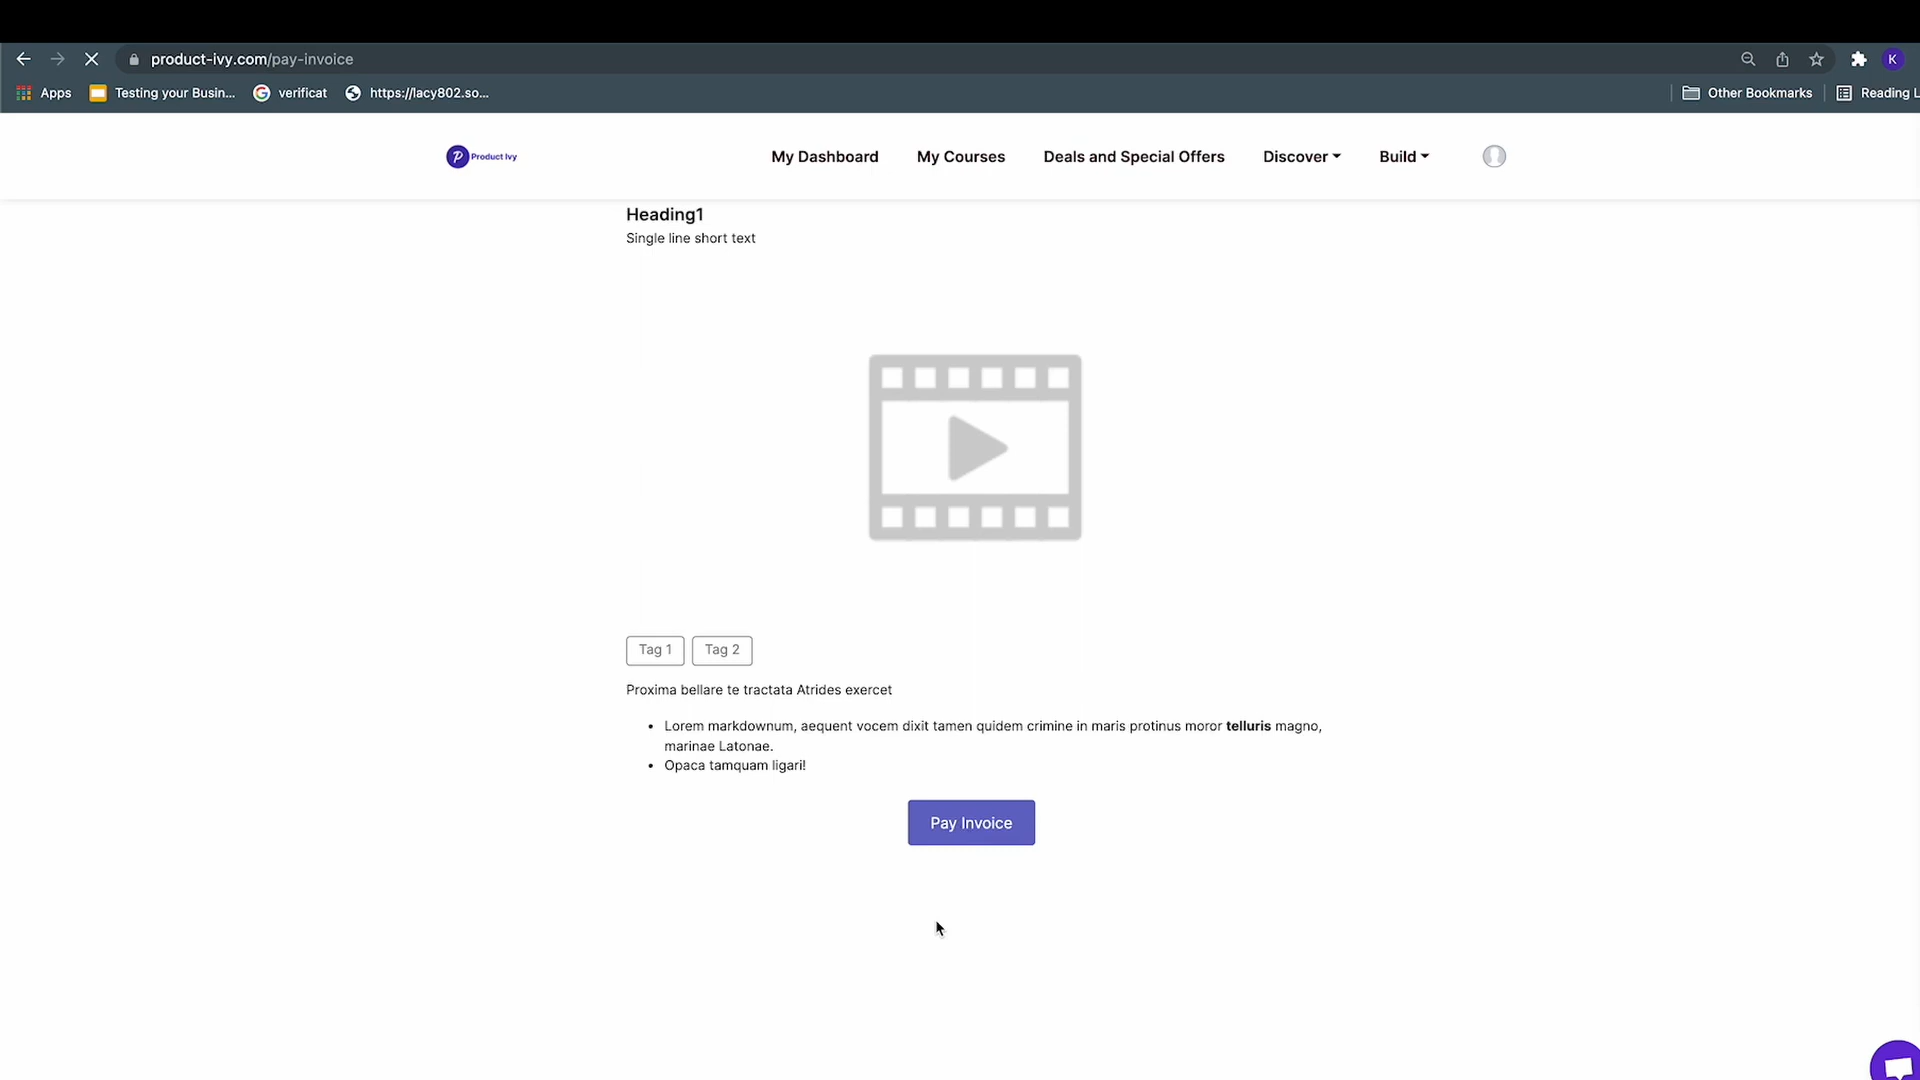 product-ivy.com/pay-invoice
K
Apps
Testing your Busin...
verificat
https://lacy802.so...
Other Bookmarks
Reading L
P Product Ivy
My Dashboard
My Courses
Deals and Special Offers
Discover
Build
Heading1
Single line short text
Tag 1
Tag 2
Proxima bellare te tractata Atrides exercet
• Lorem markdownum, aequent vocem dixit tamen quidem crimine in maris protinus moror telluris magno,
marinae Latonae.
• Opaca tamquam ligari!
Pay Invoice